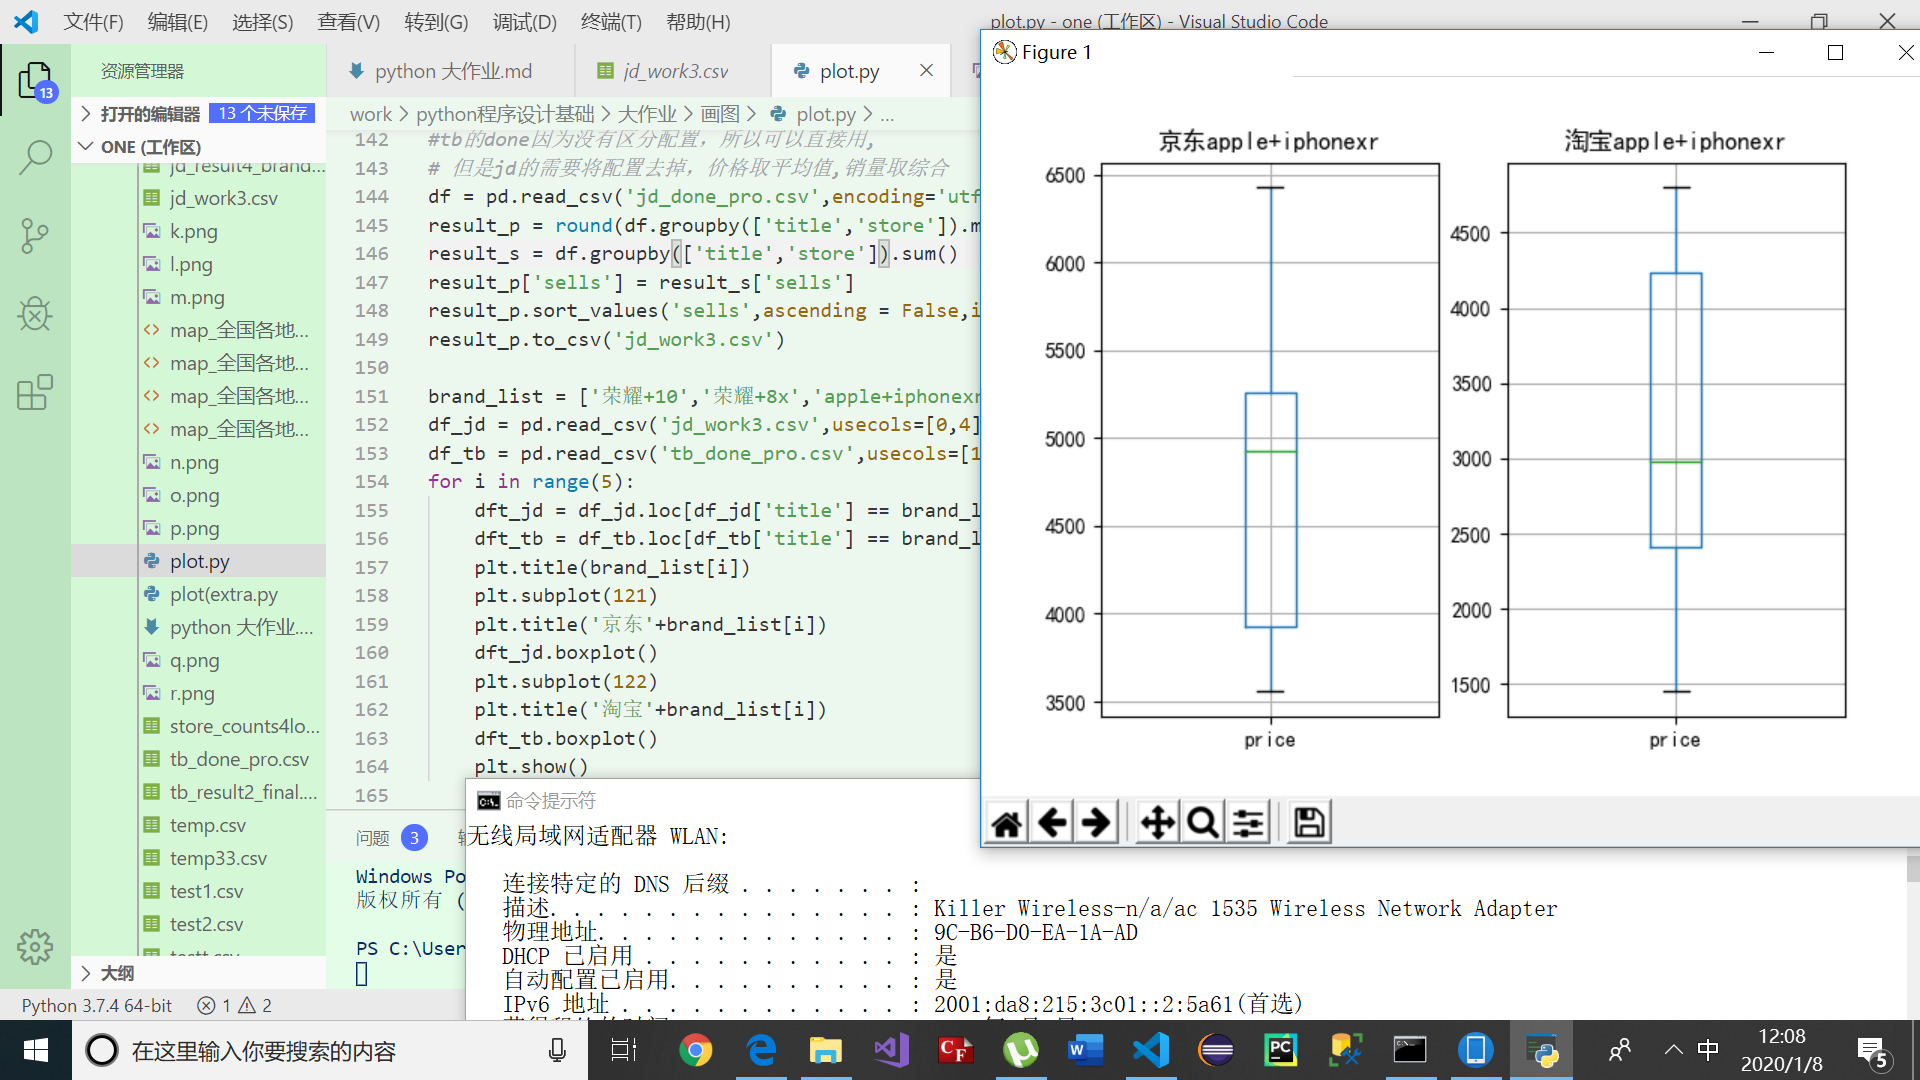 文件(F) 编辑(E) 选择(S) 查看(V) 转到(G) 调试(D) 终端(T) 帮助(H)
plot.py - one (工作区) - Visual Studio Code
资源管理器
13
打开的编辑器 13 个未保存
ONE (工作区)
jd_result4_brand...
jd_work3.csv
k.png
l.png
m.png
map_全国各地...
map_全国各地...
map_全国各地...
map_全国各地...
n.png
o.png
p.png
plot.py
plot(extra.py
python 大作业....
q.png
r.png
store_counts4lo...
tb_done_pro.csv
tb_result2_final....
temp.csv
temp33.csv
test1.csv
test2.csv
大纲
Python 3.7.4 64-bit 1 2
python 大作业.md jd_work3.csv plot.py
work > python程序设计基础 > 大作业 > 画图 > plot.py > ...
142 #tb的done因为没有区分配置，所以可以直接用,
143 # 但是jd的需要将配置去掉，价格取平均值,销量取综合
144 df = pd.read_csv('jd_done_pro.csv',encoding='utf
145 result_p = round(df.groupby(['title','store']).m
146 result_s = df.groupby(['title','store']).sum()
147 result_p['sells'] = result_s['sells']
148 result_p.sort_values('sells',ascending = False,i
149 result_p.to_csv('jd_work3.csv')
150
151 brand_list = ['荣耀+10','荣耀+8x','apple+iphonexr
152 df_jd = pd.read_csv('jd_work3.csv',usecols=[0,4]
153 df_tb = pd.read_csv('tb_done_pro.csv',usecols=[1
154 for i in range(5):
155 dft_jd = df_jd.loc[df_jd['title'] == brand_l
156 dft_tb = df_tb.loc[df_tb['title'] == brand_l
157 plt.title(brand_list[i])
158 plt.subplot(121)
159 plt.title('京东'+brand_list[i])
160 dft_jd.boxplot()
161 plt.subplot(122)
162 plt.title('淘宝'+brand_list[i])
163 dft_tb.boxplot()
164 plt.show()
165
问题 3
Windows Po
版权所有 (
PS C:\User
Figure 1
京东apple+iphonexr
6500
6000
5500
5000
4500
4000
3500
price
淘宝apple+iphonexr
4500
4000
3500
3000
2500
2000
1500
price
命令提示符
无线局域网适配器 WLAN:
连接特定的 DNS 后缀 . . . . . . . :
描述. . . . . . . . . . . . . . . : Killer Wireless-n/a/ac 1535 Wireless Network Adapter
物理地址. . . . . . . . . . . . . : 9C-B6-D0-EA-1A-AD
DHCP 已启用 . . . . . . . . . . . : 是
自动配置已启用. . . . . . . . . . : 是
IPv6 地址 . . . . . . . . . . . . : 2001:da8:215:3c01::2:5a61(首选)
在这里输入你要搜索的内容
中
12:08
2020/1/8
5